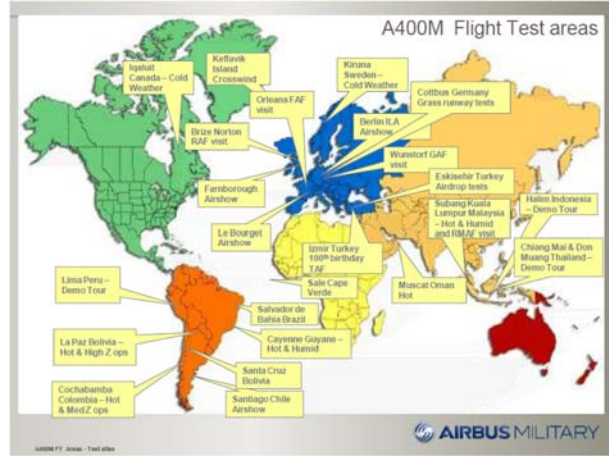 A400M Flight Test areas
Iqaluit
Canada – Cold
Weather
Keflavik
Island
Crosswind
Kiruna
Sweden –
Cold Weather
Cottbus Germany
Grass runway tests
Orleans FAF
visit
Berlin ILA
Airshow
Brize Norton
RAF visit
Wunstorf GAF
visit
Farnborough
Airshow
Eskisehir Turkey
Airdrop tests
Subang Kuala
Lumpur Malaysia
– Hot & Humid
and RMAF visit
Halim Indonesia
– Demo Tour
Le Bourget
Airshow
Izmir Turkey
100th birthday
TAF
Chiang Mai & Don
Muang Thailand –
Demo Tour
Muscat Oman
Hot
Sale Cape
Verde
Lima Peru –
Demo Tour
Salvador de
Bahia Brazil
La Paz Bolivia –
Hot & High Z ops
Cayenne Guyane –
Hot & Humid
Santa Cruz
Bolivia
Cochabamba
Colombia – Hot
& Med Z ops
Santiago Chile
Airshow
AIRBUS MILITARY
A400M FT Areas - Test sites